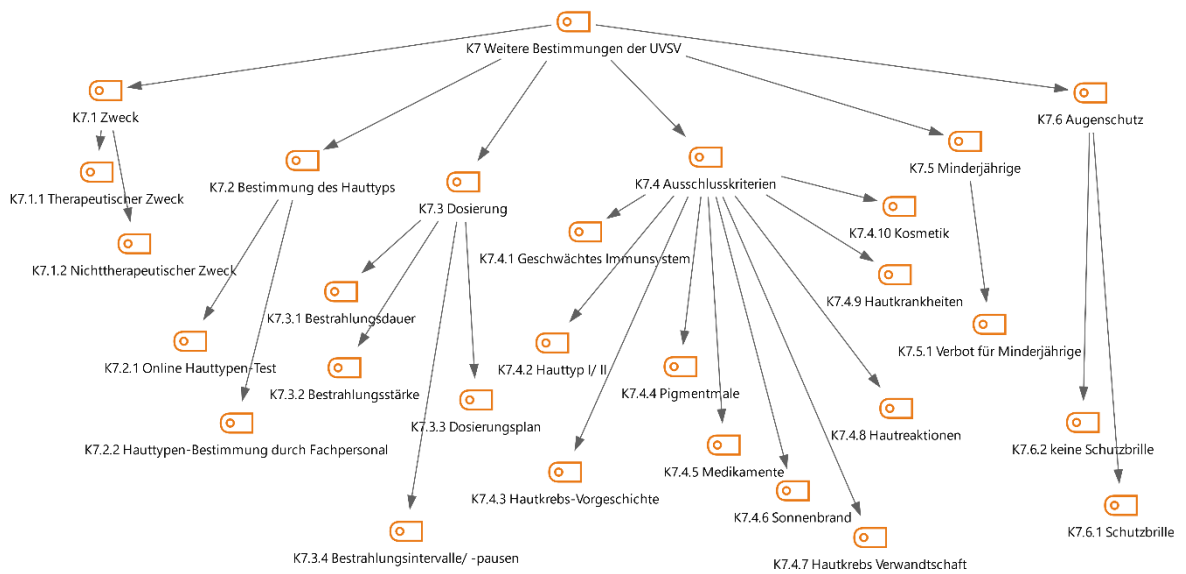 K7 Weitere Bestimmungen der UVSV
K7.1 Zweck
K7.6 Augenschutz
K7.5 Minderjährige
K7.2 Bestimmung des Hauttyps
K7.4 Ausschlusskriterien
K7.1.1 Therapeutischer Zweck
K7.3 Dosierung
K7.4.10 Kosmetik
K7.4.1 Geschwächtes Immunsystem
K7.1.2 Nichttherapeutischer Zweck
K7.4.9 Hautkrankheiten
K7.3.1 Bestrahlungsdauer
K7.5.1 Verbot für Minderjährige
K7.2.1 Online Hauttypen-Test
K7.4.2 Hauttyp I/ II
K7.3.2 Bestrahlungsstärke
K7.4.4 Pigmentmale
K7.3.3 Dosierungsplan
K7.4.8 Hautreaktionen
K7.2.2 Hauttypen-Bestimmung durch Fachpersonal
K7.6.2 keine Schutzbrille
K7.4.5 Medikamente
K7.4.3 Hautkrebs-Vorgeschichte
K7.4.6 Sonnenbrand
K7.6.1 Schutzbrille
K7.3.4 Bestrahlungsintervalle/ -pausen
K7.4.7 Hautkrebs Verwandtschaft